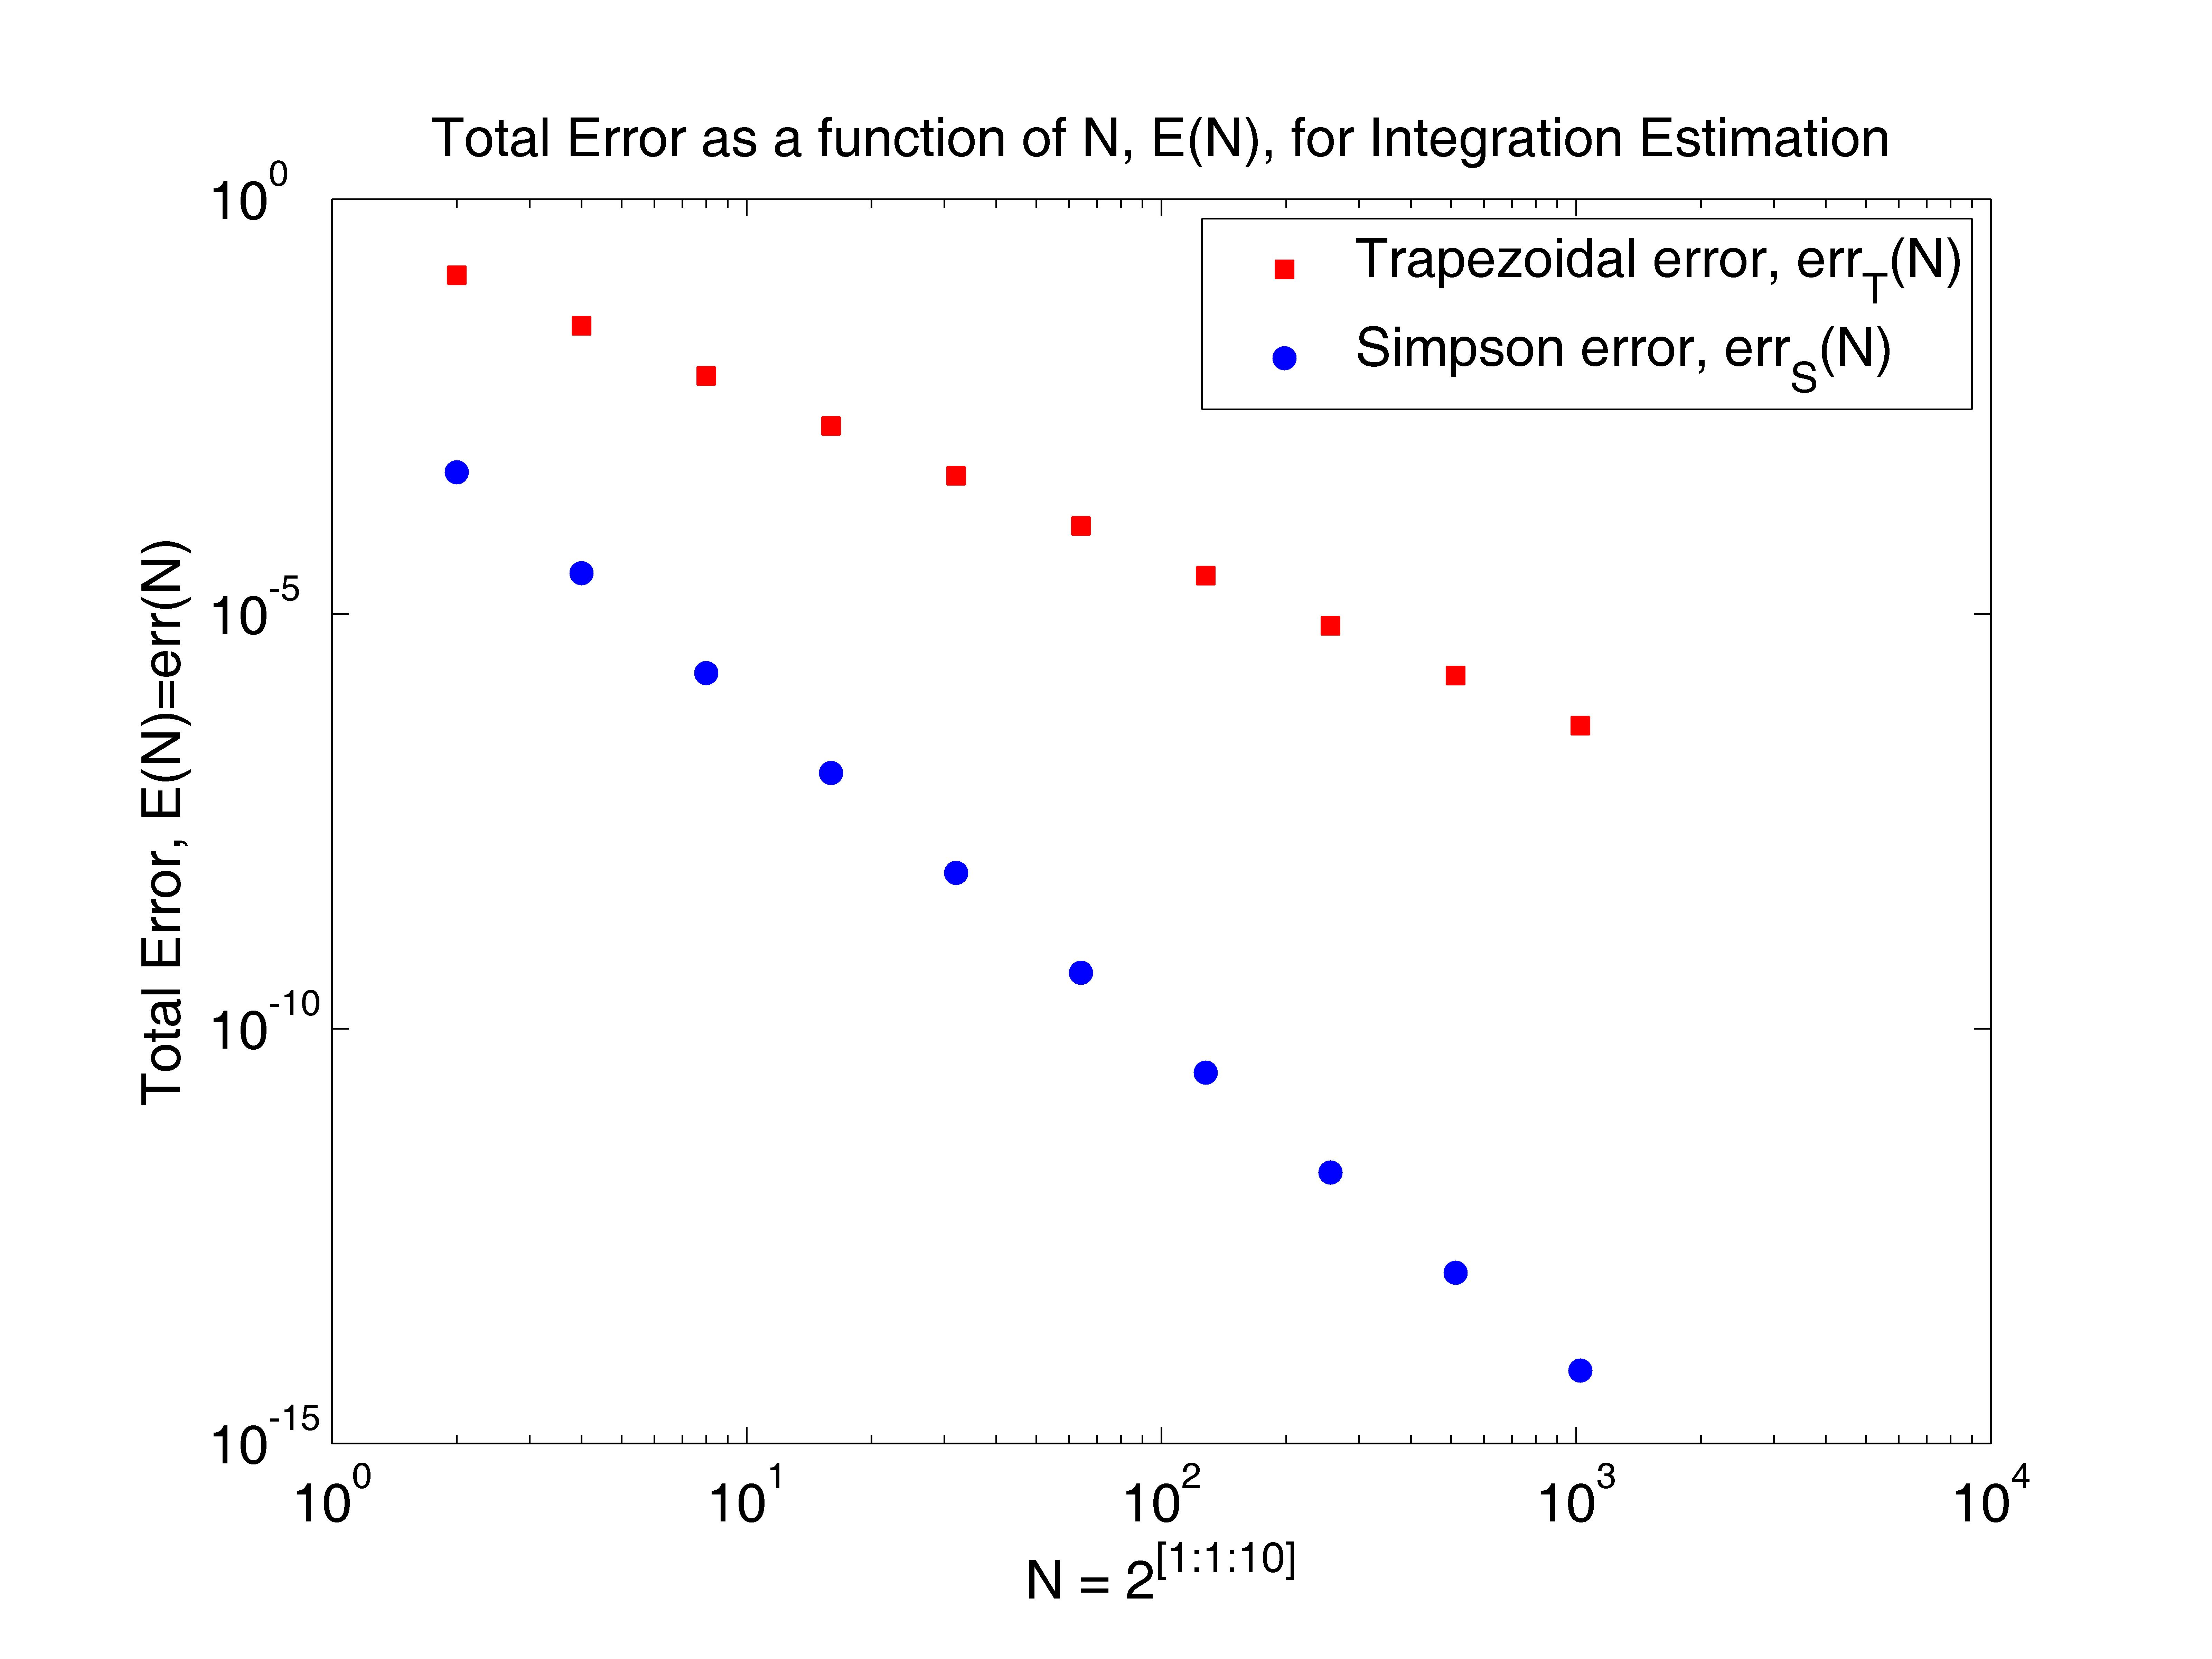 Total Error as a function of N, E(N), for Integration Estimation
10^0
Trapezoidal error, err_T(N)
Simpson error, err_S(N)
10^-5
Total Error, E(N)=err(N)
10^-10
10^-15
10^0 10^1 10^2 10^3 10^4
N = 2^[1:1:10]